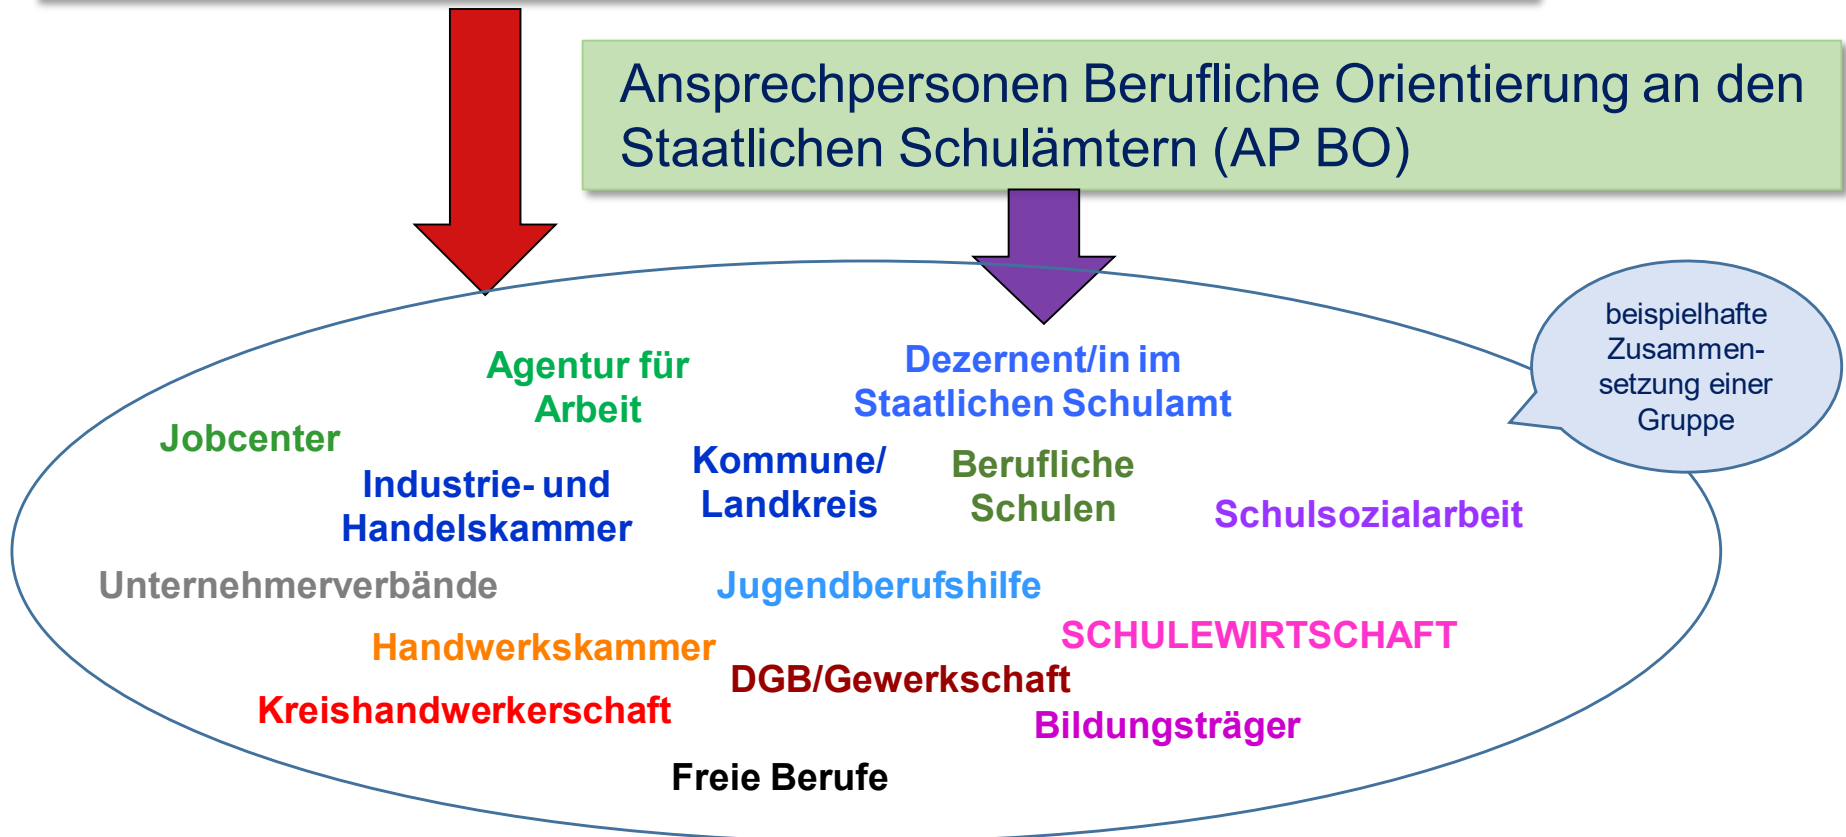 Ansprechpersonen Berufliche Orientierung an den
Staatlichen Schulämtern (AP BO)
beispielhafte
Zusammen-
setzung einer
Gruppe
Agentur für
Arbeit
Dezernent/in im
Staatlichen Schulamt
Jobcenter
Industrie- und
Handelskammer
Kommune/
Landkreis
Berufliche
Schulen
Schulsozialarbeit
Unternehmerverbände
Jugendberufshilfe
Handwerkskammer
SCHULEWIRTSCHAFT
DGB/Gewerkschaft
Kreishandwerkerschaft
Bildungsträger
Freie Berufe